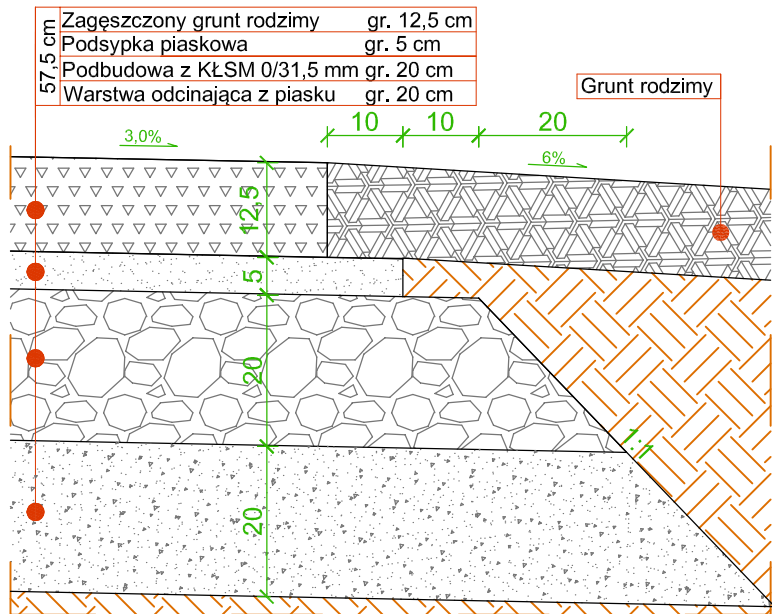 57,5 cm
Zagęszczony grunt rodzimy gr. 12,5 cm
Podsypka piaskowa gr. 5 cm
Podbudowa z KŁSM 0/31,5 mm gr. 20 cm
Warstwa odcinająca z piasku gr. 20 cm
Grunt rodzimy
10 10 20
3,0%
6%
12,5
5
20
1:1
20